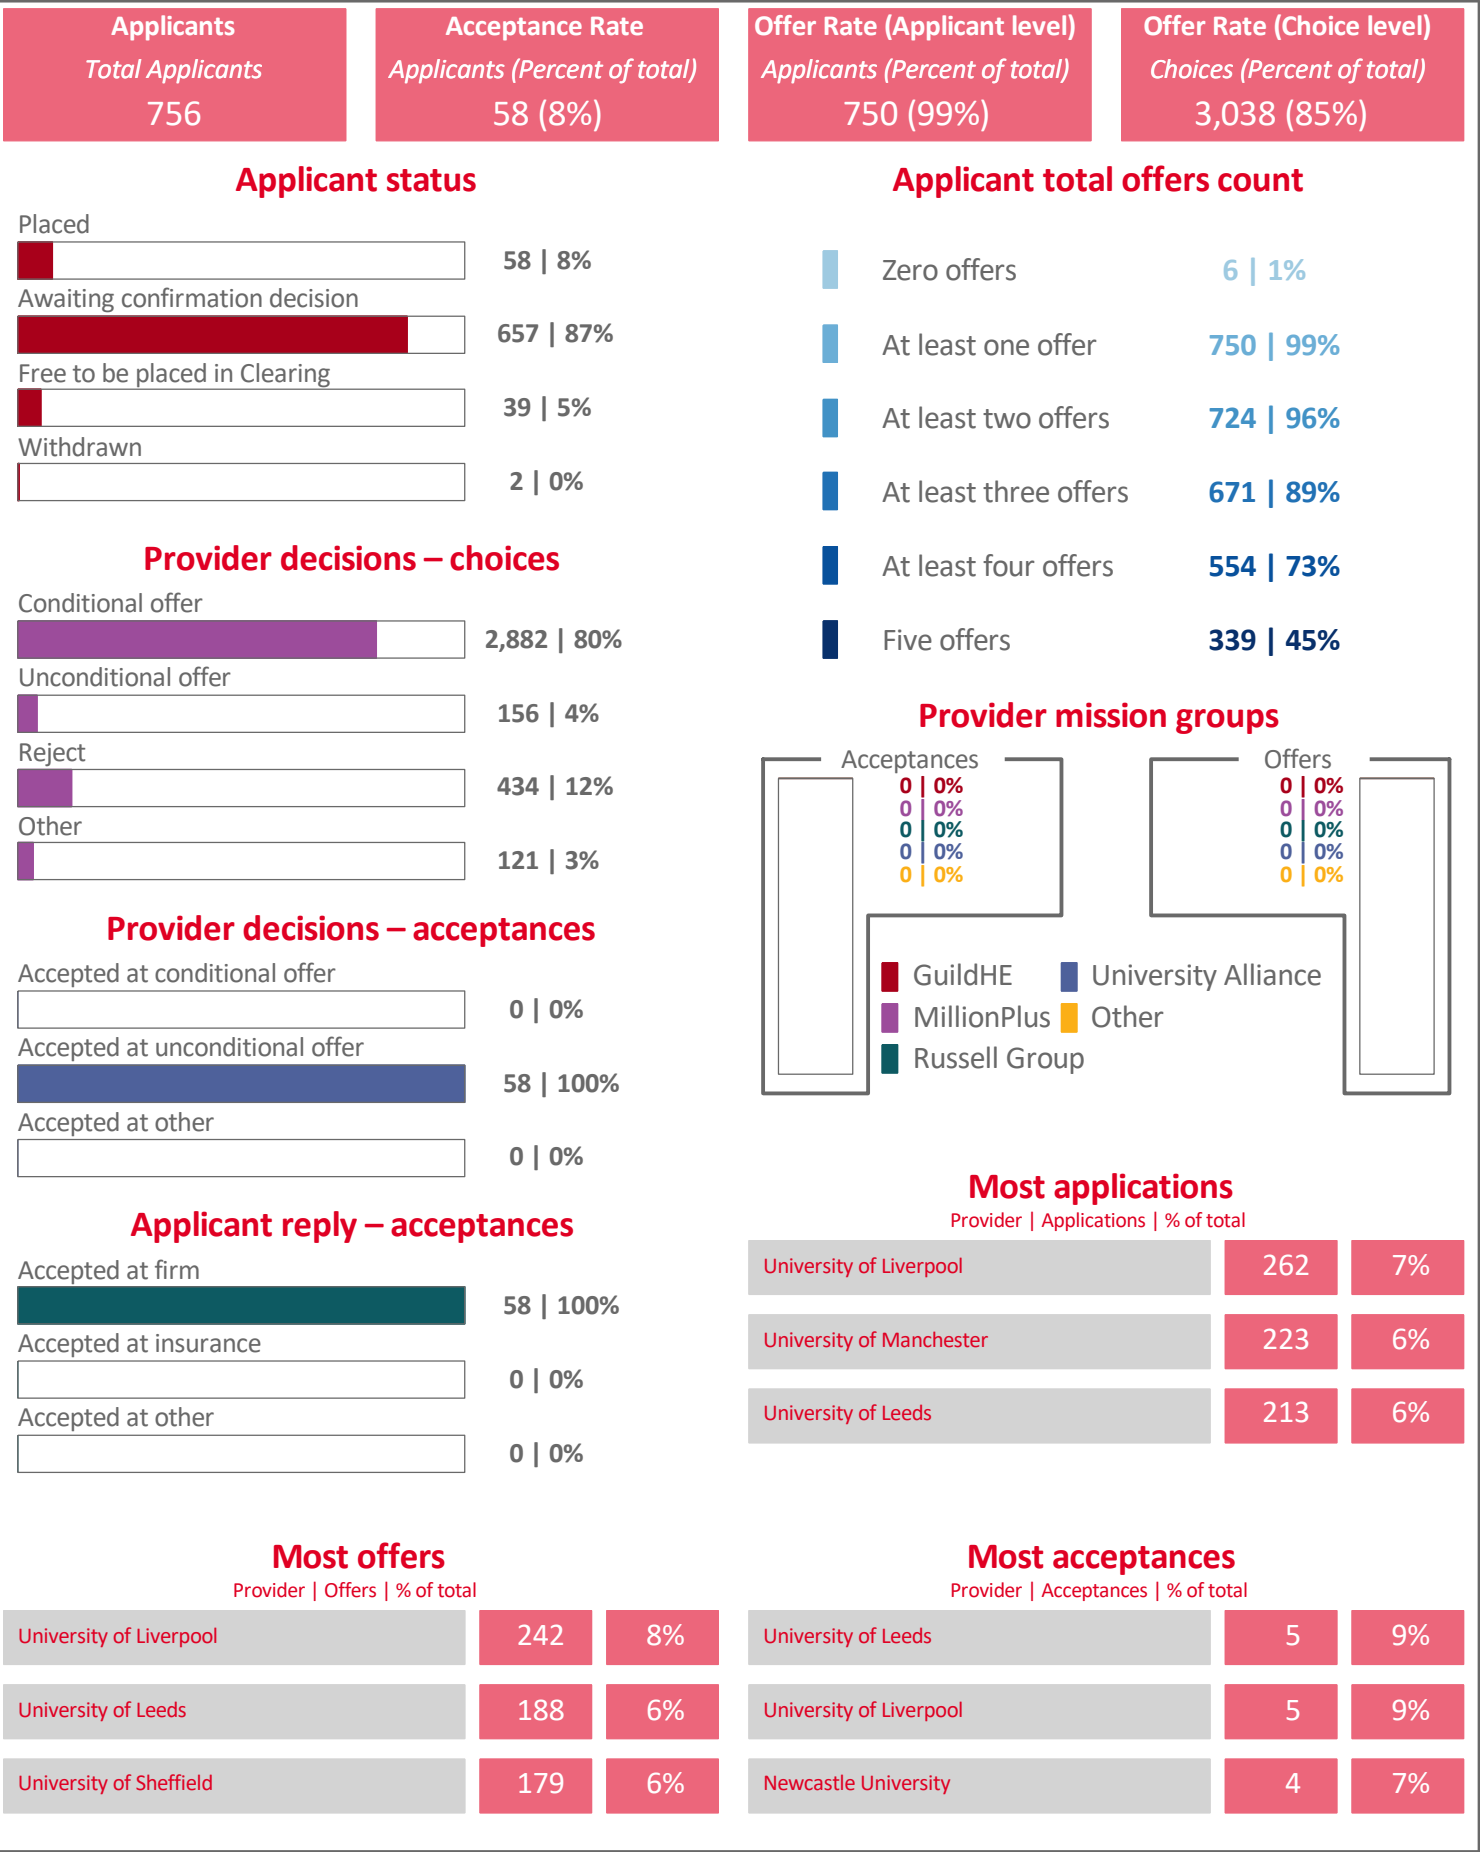 Applicants
Total Applicants
756
Acceptance Rate
Applicants (Percent of total)
58 (8%)
Offer Rate (Applicant level)
Applicants (Percent of total)
750 (99%)
Offer Rate (Choice level)
Choices (Percent of total)
3,038 (85%)
Applicant status
Placed
58 | 8%
Awaiting confirmation decision
657 | 87%
Free to be placed in Clearing
39 | 5%
Withdrawn
2 | 0%
Applicant total offers count
Zero offers 6 | 1%
At least one offer 750 | 99%
At least two offers 724 | 96%
At least three offers 671 | 89%
At least four offers 554 | 73%
Five offers 339 | 45%
Provider decisions – choices
Conditional offer
2,882 | 80%
Unconditional offer
156 | 4%
Reject
434 | 12%
Other
121 | 3%
Provider mission groups
Acceptances
0 | 0%
0 | 0%
0 | 0%
0 | 0%
0 | 0%
Offers
0 | 0%
0 | 0%
0 | 0%
0 | 0%
0 | 0%
GuildHE University Alliance
MillionPlus Other
Russell Group
Provider decisions – acceptances
Accepted at conditional offer
0 | 0%
Accepted at unconditional offer
58 | 100%
Accepted at other
0 | 0%
Applicant reply – acceptances
Accepted at firm
58 | 100%
Accepted at insurance
0 | 0%
Accepted at other
0 | 0%
Most applications
Provider | Applications | % of total
University of Liverpool 262 7%
University of Manchester 223 6%
University of Leeds 213 6%
Most offers
Provider | Offers | % of total
University of Liverpool 242 8%
University of Leeds 188 6%
University of Sheffield 179 6%
Most acceptances
Provider | Acceptances | % of total
University of Leeds 5 9%
University of Liverpool 5 9%
Newcastle University 4 7%